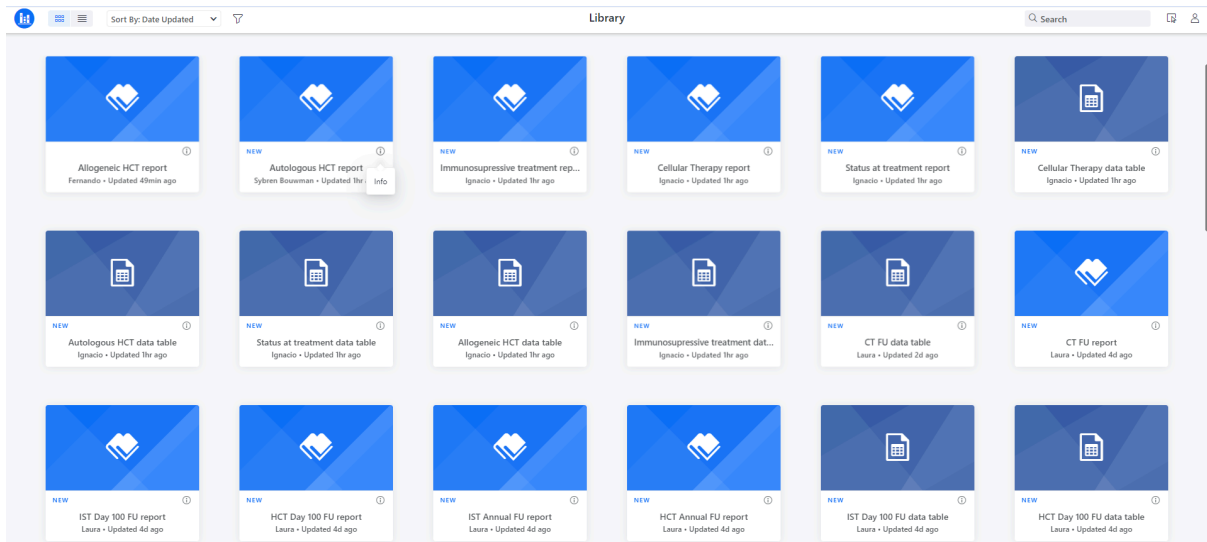 Sort By: Date Updated
Library
Search
Allogeneic HCT report
Fernando • Updated 49min ago
NEW
Autologous HCT report
Sybren Bouwman • Updated 1hr
Info
NEW
Immunosupressive treatment rep...
Ignacio • Updated 1hr ago
NEW
Cellular Therapy report
Ignacio • Updated 1hr ago
NEW
Status at treatment report
Ignacio • Updated 1hr ago
NEW
Cellular Therapy data table
Ignacio • Updated 1hr ago
NEW
Autologous HCT data table
Ignacio • Updated 1hr ago
NEW
Status at treatment data table
Ignacio • Updated 1hr ago
NEW
Allogeneic HCT data table
Ignacio • Updated 1hr ago
NEW
Immunosupressive treatment dat...
Ignacio • Updated 1hr ago
NEW
CT FU data table
Laura • Updated 2d ago
NEW
CT FU report
Laura • Updated 4d ago
NEW
IST Day 100 FU report
Laura • Updated 4d ago
NEW
HCT Day 100 FU report
Laura • Updated 4d ago
NEW
IST Annual FU report
Laura • Updated 4d ago
NEW
HCT Annual FU report
Laura • Updated 4d ago
NEW
IST Day 100 FU data table
Laura • Updated 4d ago
NEW
HCT Day 100 FU data table
Laura • Updated 4d ago